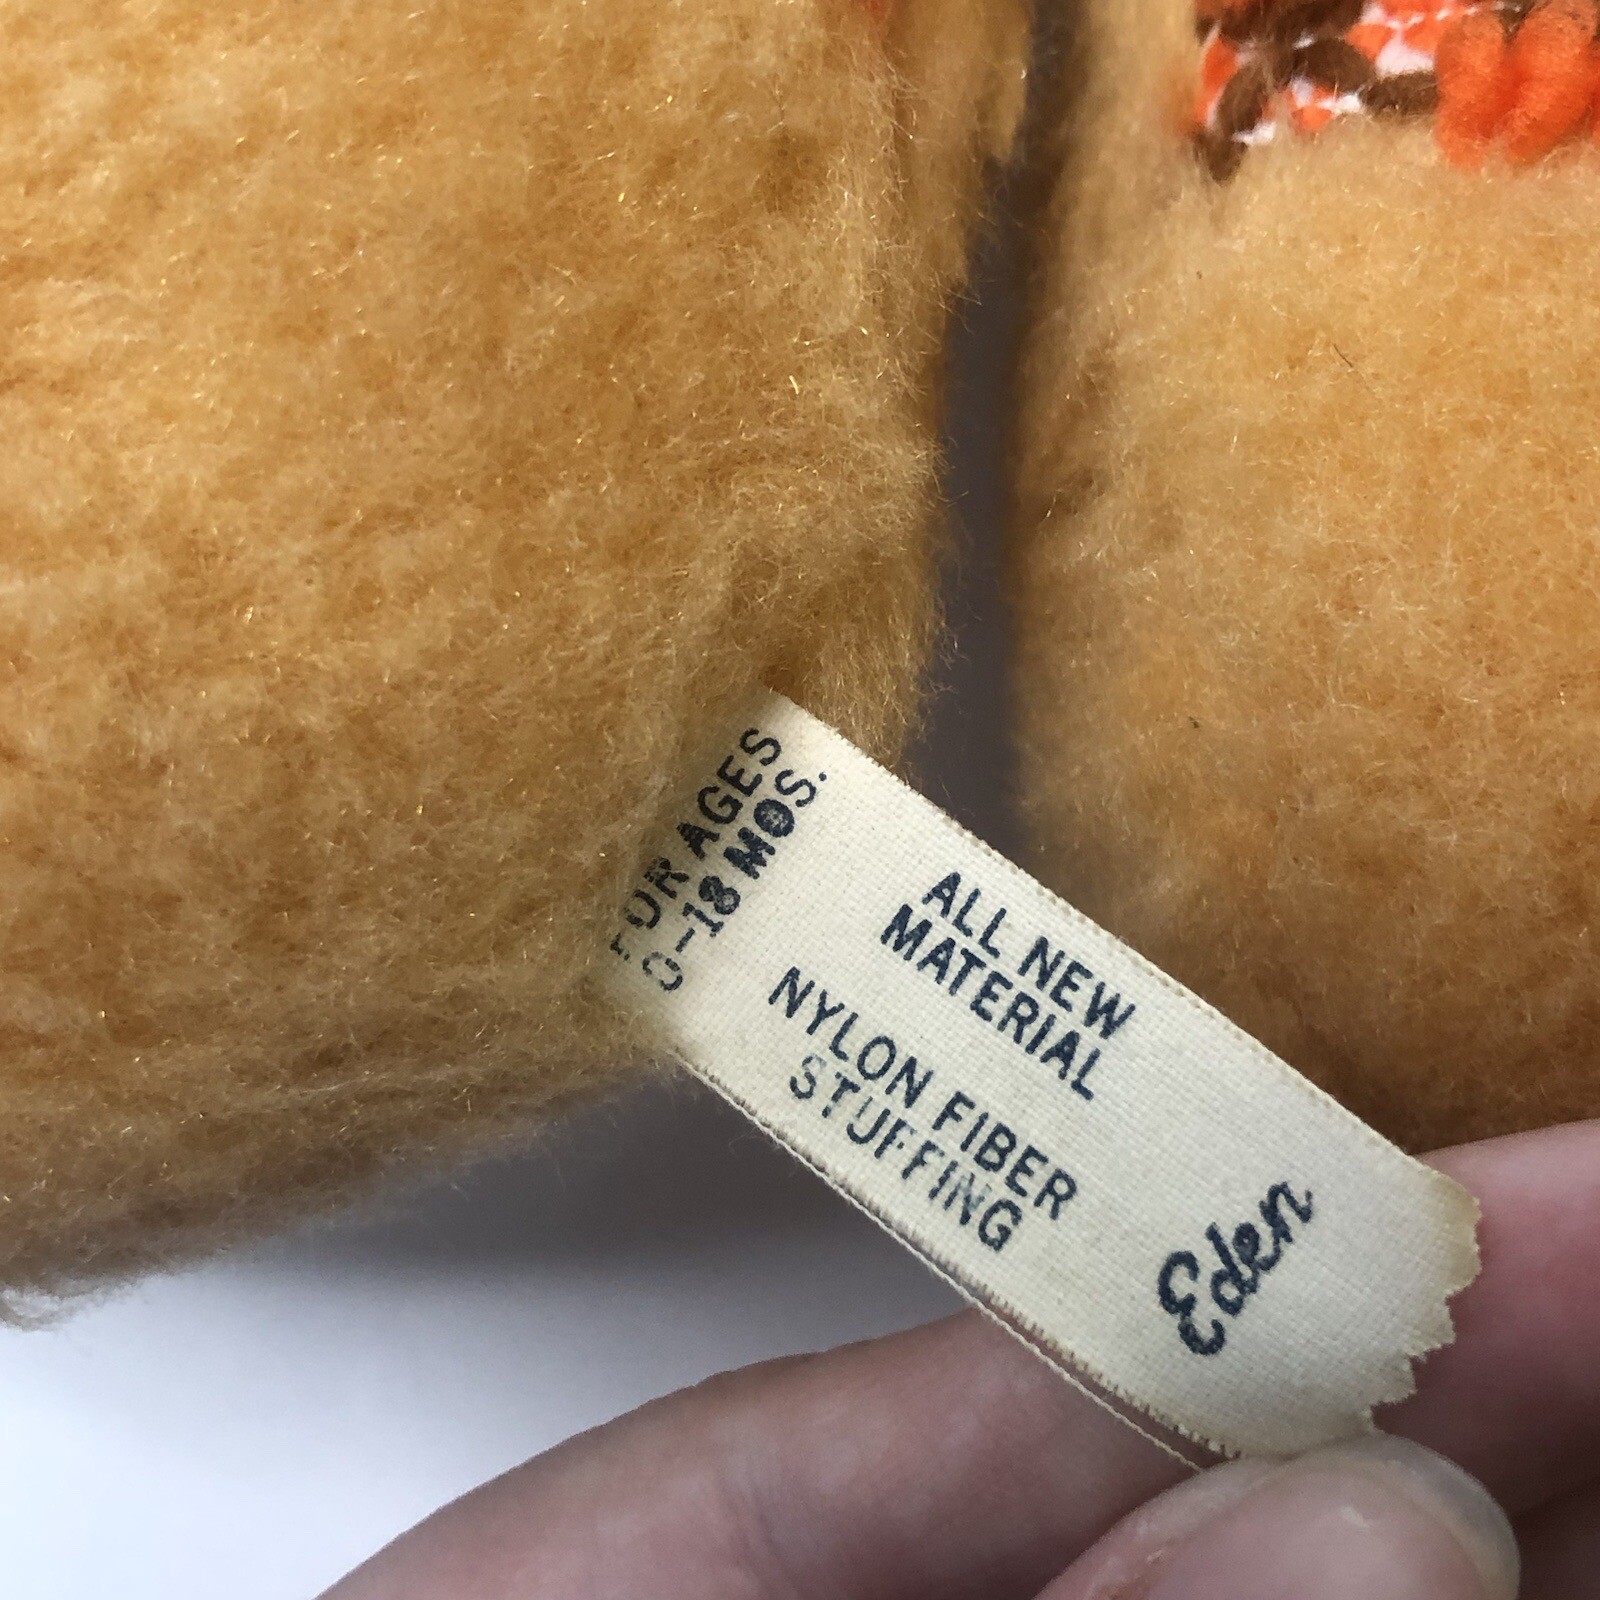 FOR AGES
0-18 MOS.
ALL NEW
MATERIAL
NYLON FIBER
STUFFING
Eden